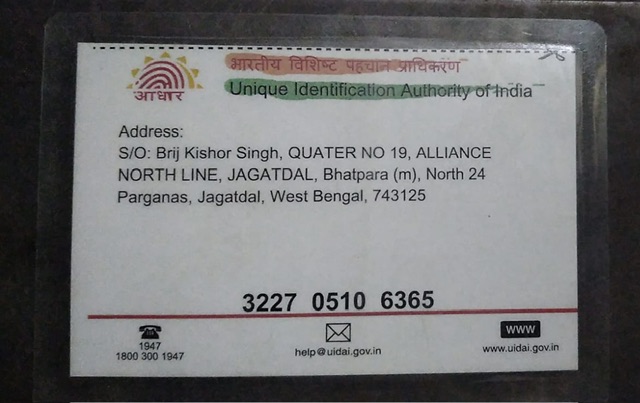 भारतीय विशिष्ट पहचान प्राधिकरण
आधार
Unique Identification Authority of India
Address:
S/O: Brij Kishor Singh, QUATER NO 19, ALLIANCE
NORTH LINE, JAGATDAL, Bhatpara (m), North 24
Parganas, Jagatdal, West Bengal, 743125
3227 0510 6365
1947
1800 300 1947
help@uidai.gov.in
www
www.uidai.gov.in